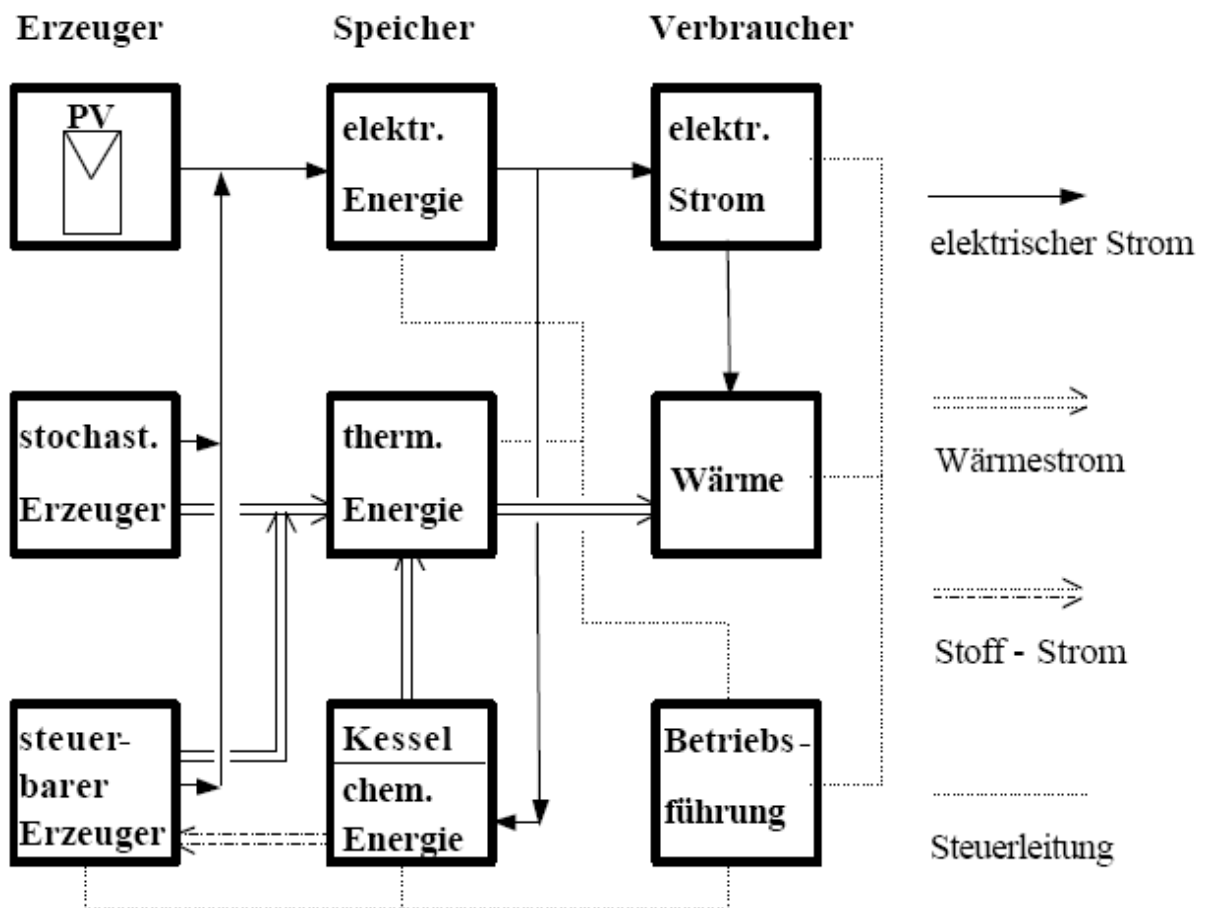 Erzeuger Speicher Verbraucher
PV
elektr.
Energie
elektr.
Strom
stochast.
Erzeuger
therm.
Energie
Wärme
steuer-
barer
Erzeuger
Kessel
chem.
Energie
Betriebs-
führung
elektrischer Strom
Wärmestrom
Stoff - Strom
Steuerleitung